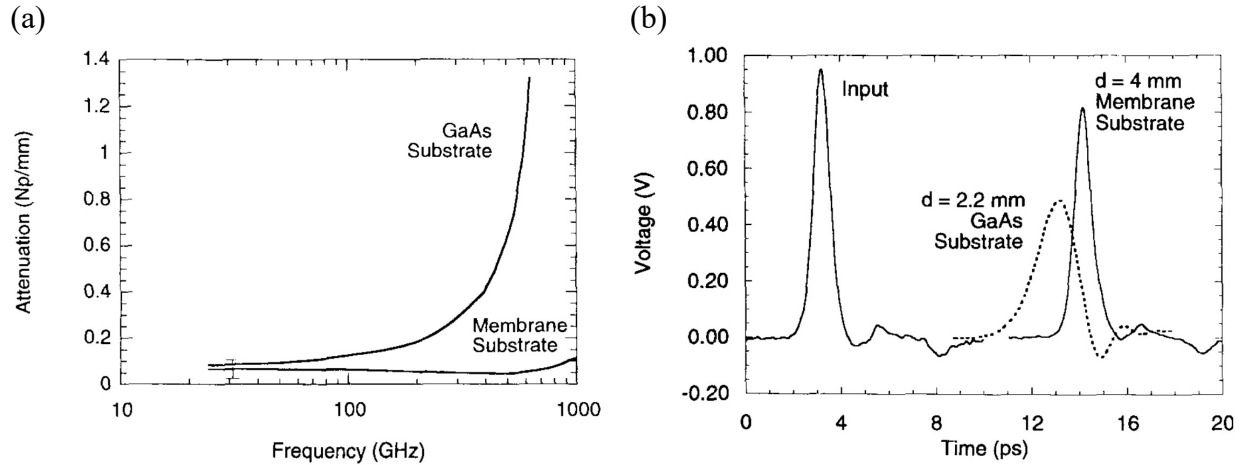 (a)
1.4
1.2
1
0.8
0.6
0.4
0.2
0
Attenuation (Np/mm)
GaAs
Substrate
Membrane
Substrate
10
100
1000
Frequency (GHz)
(b)
1.00
0.80
0.60
0.40
0.20
0.00
-0.20
Voltage (V)
Input
d = 4 mm
Membrane
Substrate
d = 2.2 mm
GaAs
Substrate
0
4
8
12
16
20
Time (ps)